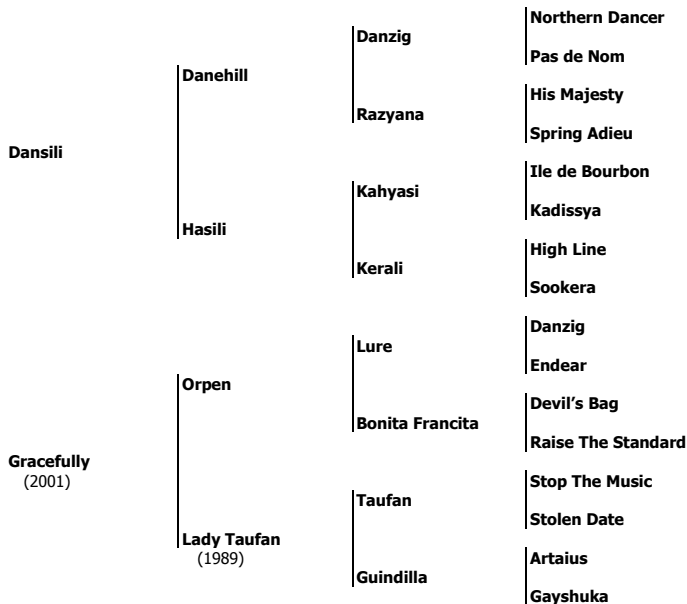 Northern Dancer
Danzig
Pas de Nom
Danehill
His Majesty
Razyana
Spring Adieu
Dansili
Ile de Bourbon
Kahyasi
Kadissya
Hasili
High Line
Kerali
Sookera
Danzig
Lure
Endear
Orpen
Devil's Bag
Bonita Francita
Raise The Standard
Gracefully
(2001)
Stop The Music
Taufan
Stolen Date
Lady Taufan
(1989)
Artaius
Guindilla
Gayshuka